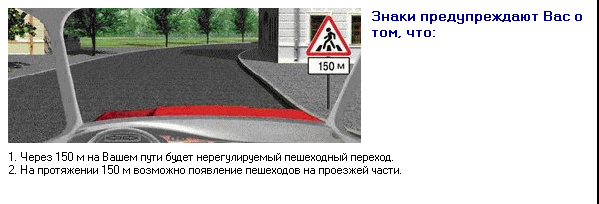 Знаки предупреждают Вас о
том, что:
150 м
1. Через 150 м на Вашем пути будет нерегулируемый пешеходный переход.
2. На протяжении 150 м возможно появление пешеходов на проезжей части.